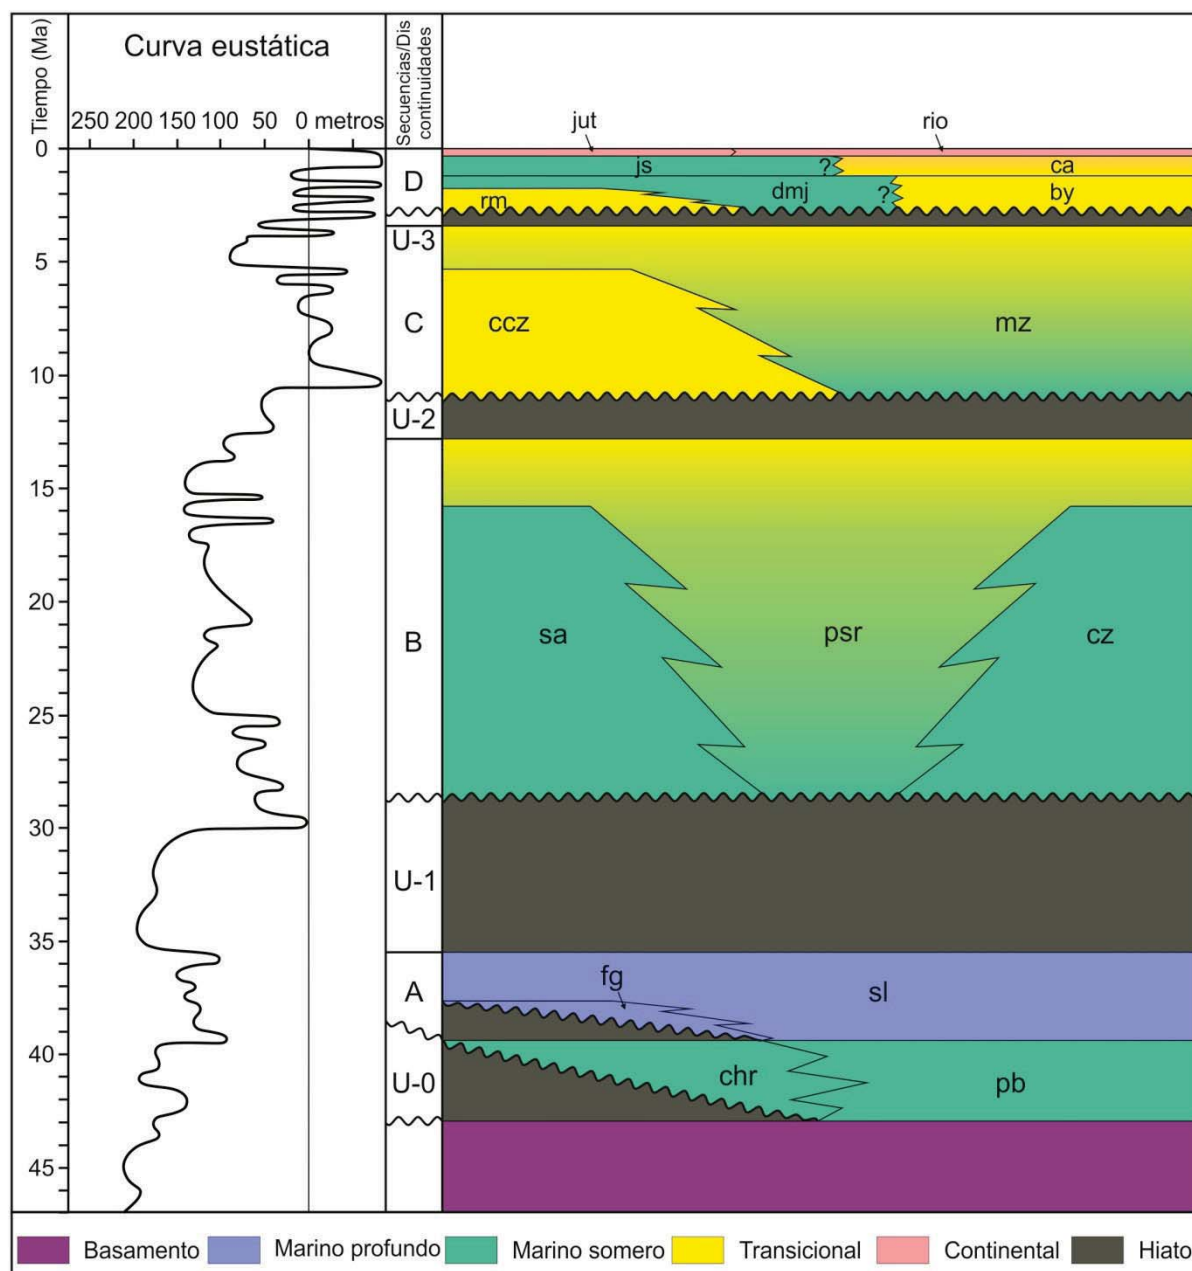 Tiempo (Ma)
Curva eustática
Secuencias/Dis
continuidades
250 200 150 100 50 0 metros
jut
rio
0
D
js
?
ca
rm
dmj
?
by
U-3
5
C
ccz
mz
10
U-2
15
20
B
sa
psr
cz
25
30
U-1
35
A
fg
sl
40
U-0
chr
pb
45
Basamento
Marino profundo
Marino somero
Transicional
Continental
Hiato